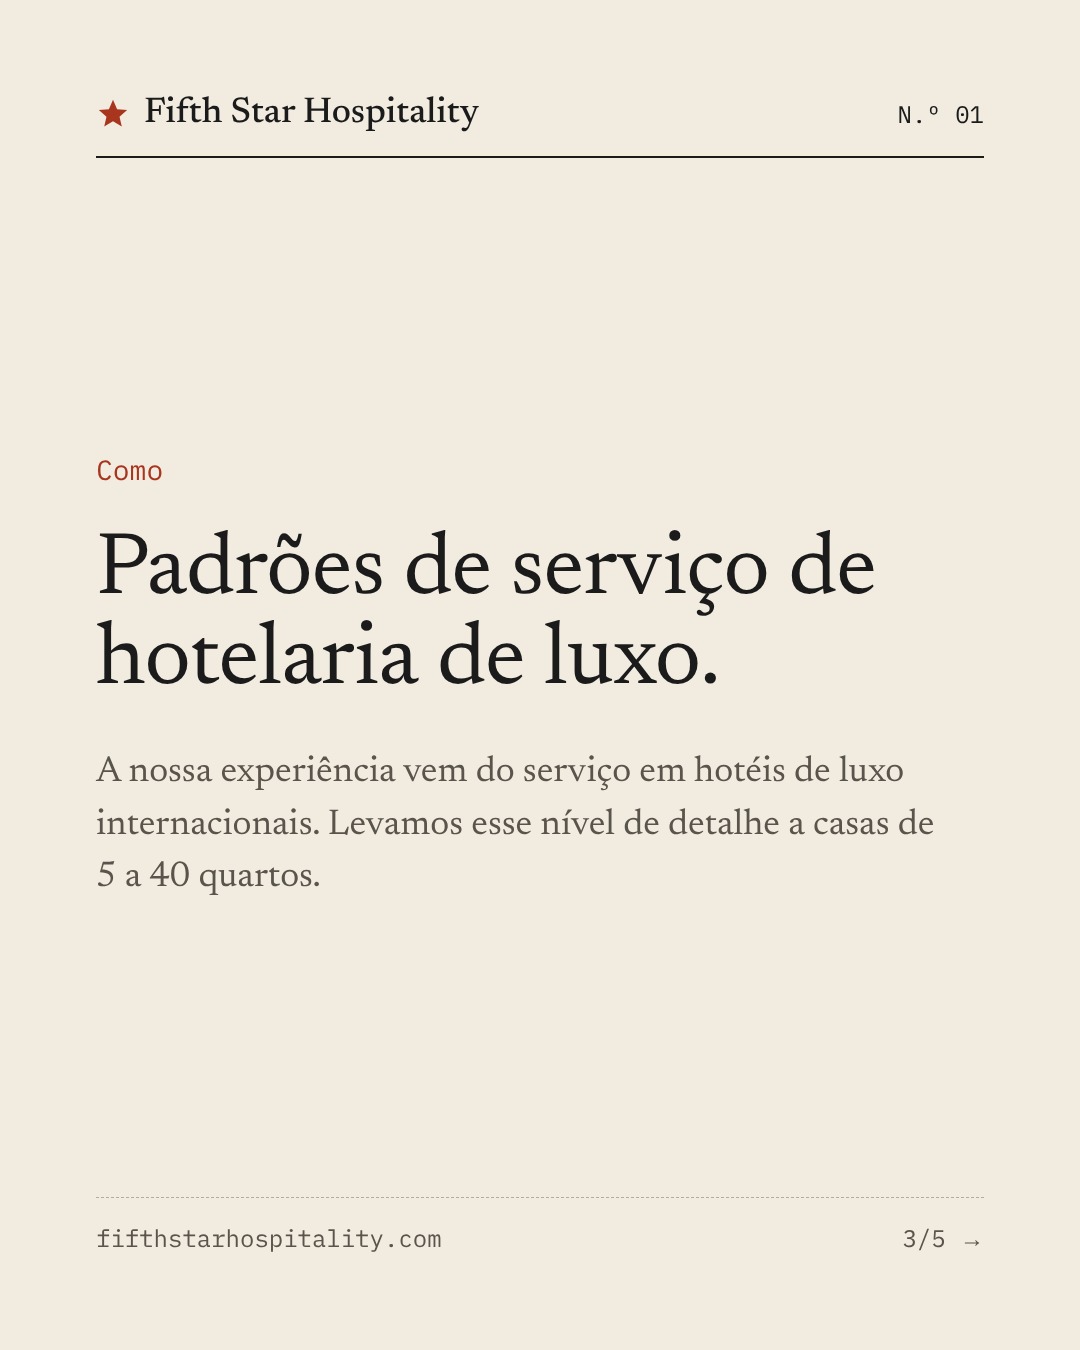 Fifth Star Hospitality
N.º 01
Como
Padrões de serviço de
hotelaria de luxo.
A nossa experiência vem do serviço em hotéis de luxo
internacionais. Levamos esse nível de detalhe a casas de
5 a 40 quartos.
fifthstarhospitality.com
3/5 →